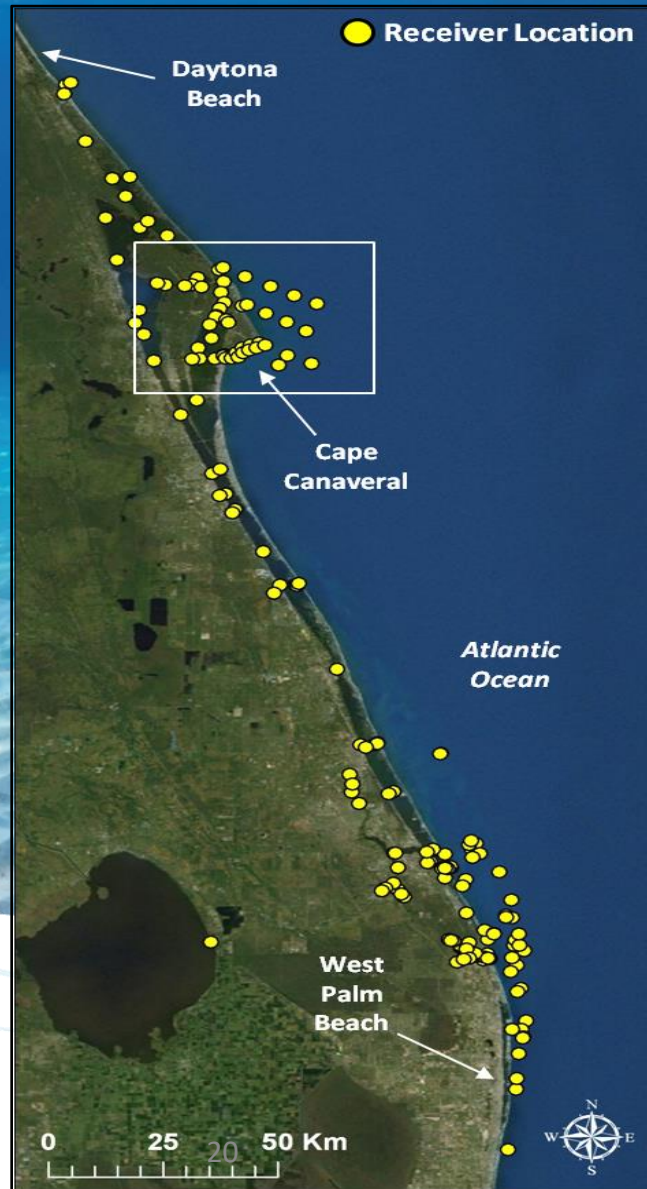 Receiver Location
Daytona
Beach
Cape
Canaveral
Atlantic
Ocean
West
Palm
Beach
0 25 50 Km
20
N
W E
S